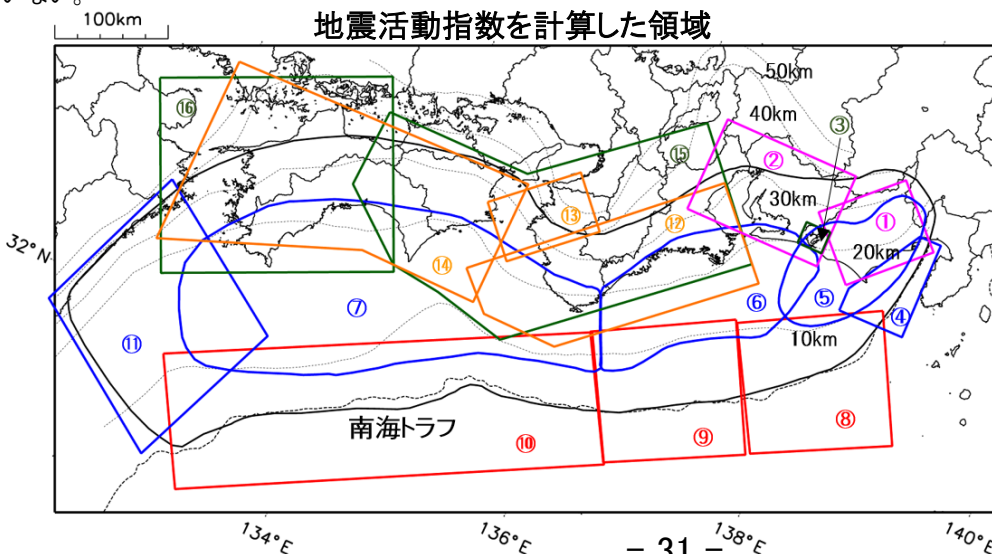 い。
100km
地震活動指数を計算した領域
50km
40km
③
⑯
⑮
②
30km
⑬
⑫
①
32°N
20km
⑭
⑦
⑥
⑤
④
⑪
10km
南海トラフ
⑩
⑨
⑧
134°E
136°E
138°E
140°E
- 31 -